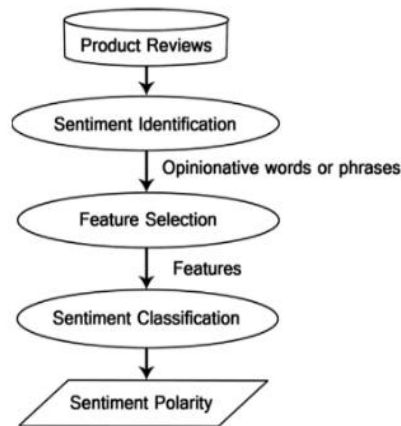 Product Reviews
Sentiment Identification
Opinionative words or phrases
Feature Selection
Features
Sentiment Classification
Sentiment Polarity